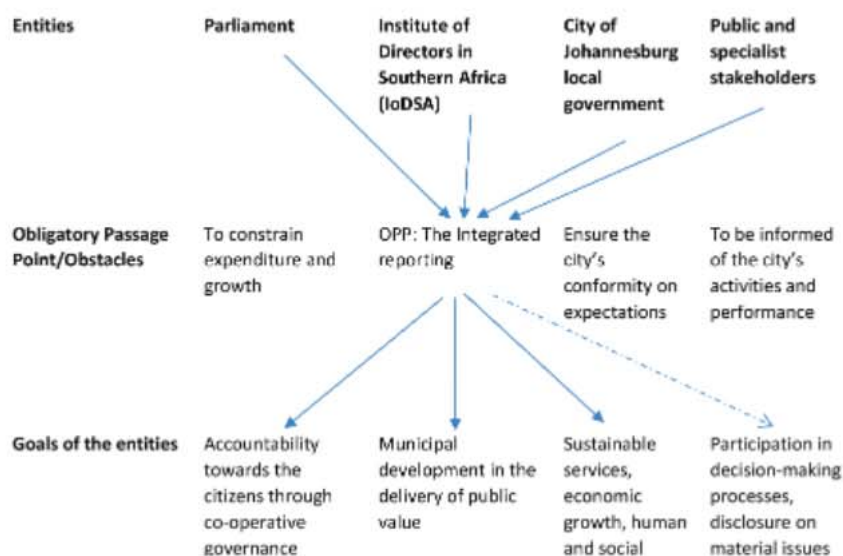 Entities
Parliament
Institute of
Directors in
Southern Africa
(IoDSA)
City of
Johannesburg
local
government
Public and
specialist
stakeholders
Obligatory Passage
Point/Obstacles
To constrain
expenditure and
growth
OPP: The Integrated
reporting
Ensure the
city's
conformity on
expectations
To be informed
of the city's
activities and
performance
Goals of the entities
Accountability
towards the
citizens through
co-operative
governance
Municipal
development in the
delivery of public
value
Sustainable
services,
economic
growth, human
and social
Participation in
decision-making
processes,
disclosure on
material issues